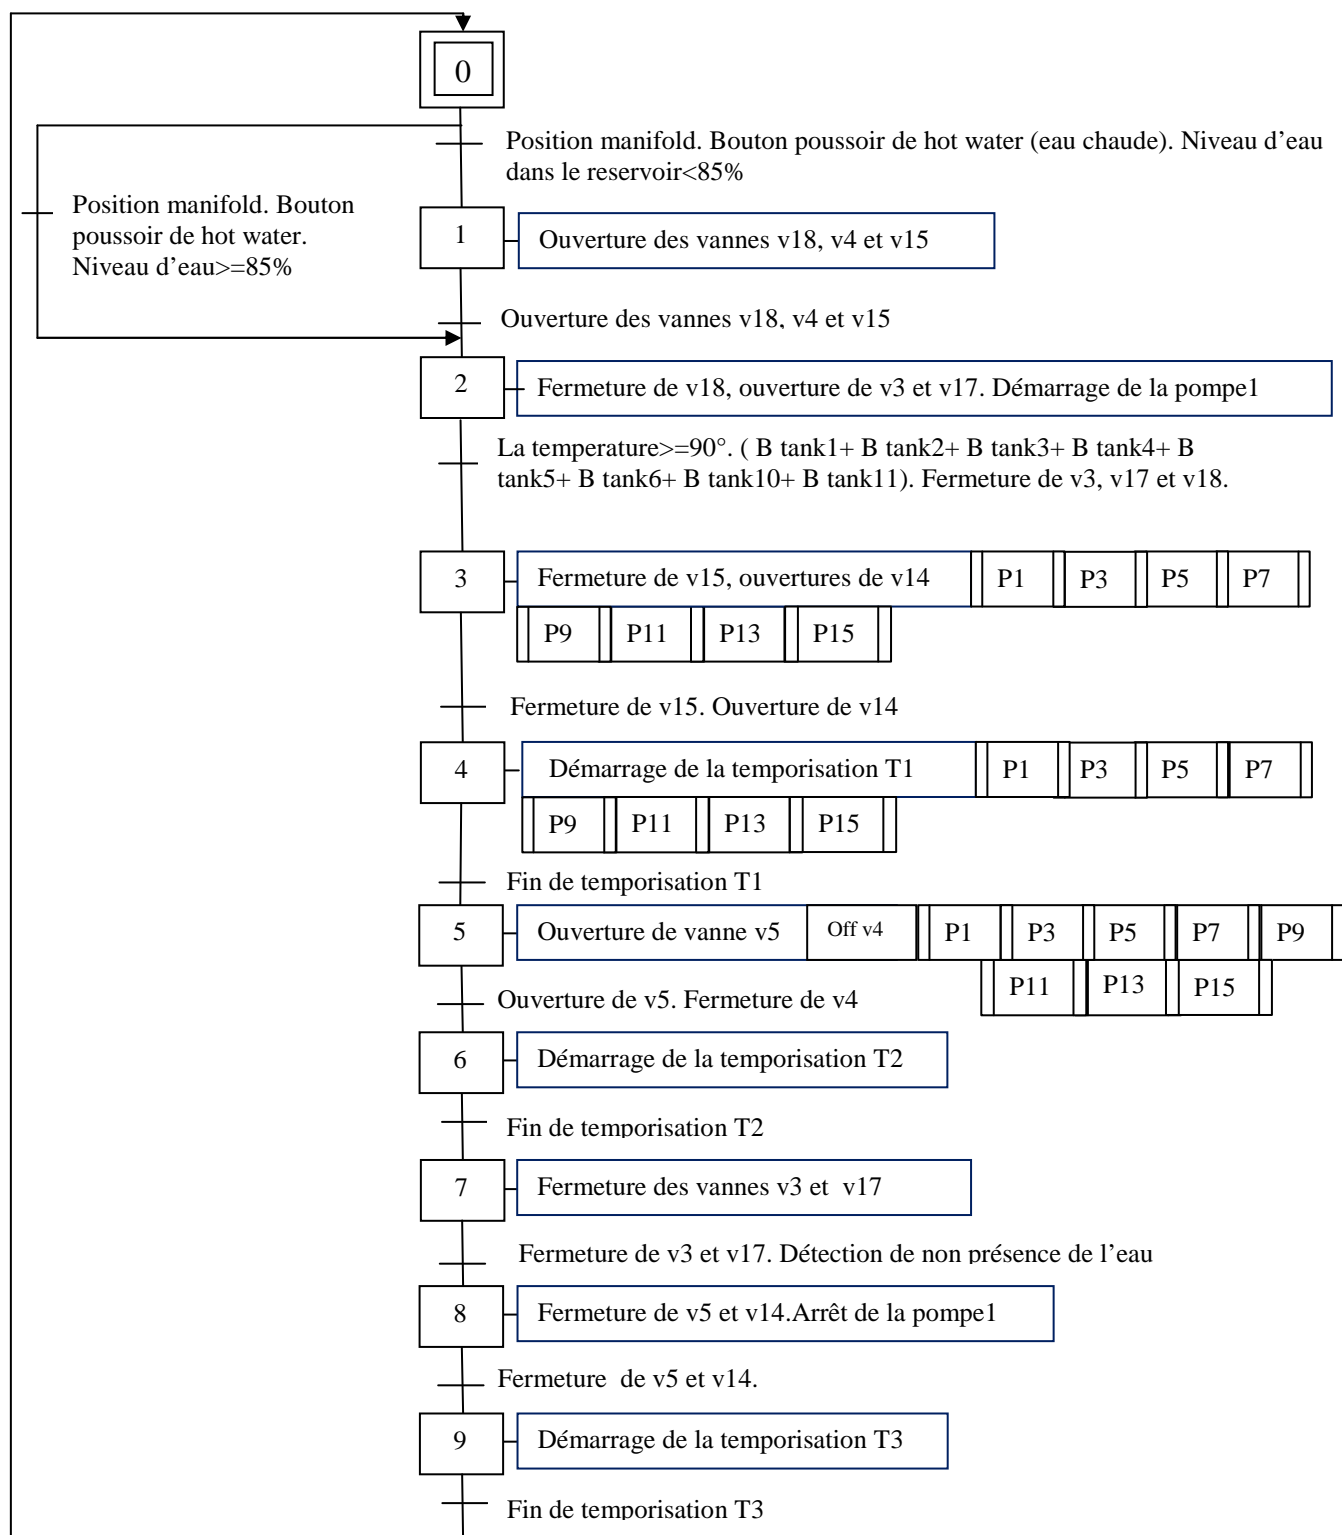 0
Position manifold. Bouton poussoir de hot water (eau chaude). Niveau d'eau
dans le reservoir<85%
Position manifold. Bouton
poussoir de hot water.
Niveau d'eau>=85%
1
Ouverture des vannes v18, v4 et v15
Ouverture des vannes v18, v4 et v15
2
Fermeture de v18, ouverture de v3 et v17. Démarrage de la pompe1
La temperature>=90°. ( B tank1+ B tank2+ B tank3+ B tank4+ B
tank5+ B tank6+ B tank10+ B tank11). Fermeture de v3, v17 et v18.
3
Fermeture de v15, ouvertures de v14
P1
P3
P5
P7
P9
P11
P13
P15
Fermeture de v15. Ouverture de v14
4
Démarrage de la temporisation T1
P1
P3
P5
P7
P9
P11
P13
P15
Fin de temporisation T1
5
Ouverture de vanne v5
Off v4
P1
P3
P5
P7
P9
P11
P13
P15
Ouverture de v5. Fermeture de v4
6
Démarrage de la temporisation T2
Fin de temporisation T2
7
Fermeture des vannes v3 et v17
Fermeture de v3 et v17. Détection de non présence de l'eau
8
Fermeture de v5 et v14.Arrêt de la pompe1
Fermeture de v5 et v14.
9
Démarrage de la temporisation T3
Fin de temporisation T3